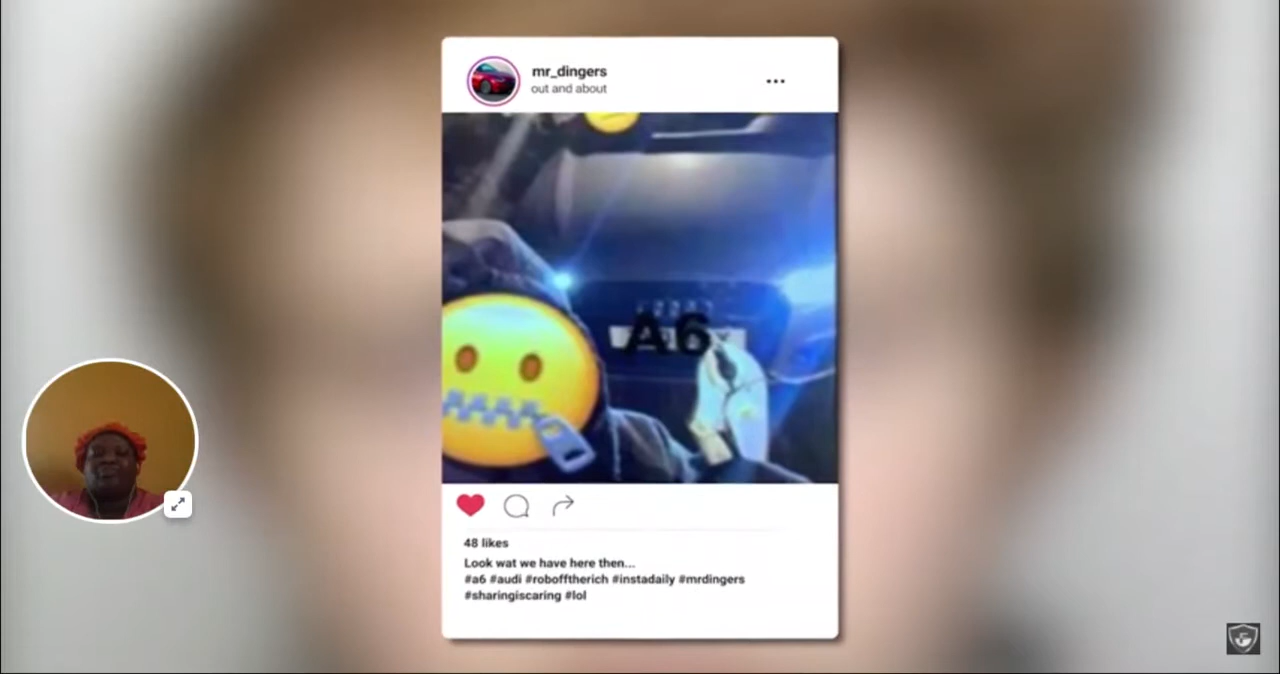 mr_dingers
out and about
A6
48 likes
Look wat we have here then...
#a6 #audi #robofftherich #instadaily #mrdingers
#sharingiscaring #lol